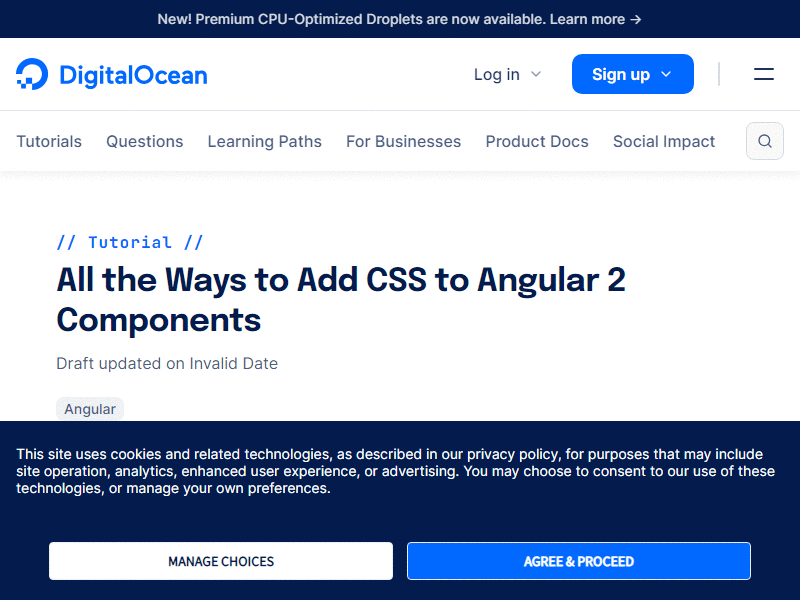 New! Premium CPU-Optimized Droplets are now available. Learn more →
DigitalOcean
Log in
Sign up
Tutorials
Questions
Learning Paths
For Businesses
Product Docs
Social Impact
// Tutorial //
All the Ways to Add CSS to Angular 2
Components
Draft updated on Invalid Date
Angular
This site uses cookies and related technologies, as described in our privacy policy, for purposes that may include
site operation, analytics, enhanced user experience, or advertising. You may choose to consent to our use of these
technologies, or manage your own preferences.
MANAGE CHOICES
AGREE & PROCEED